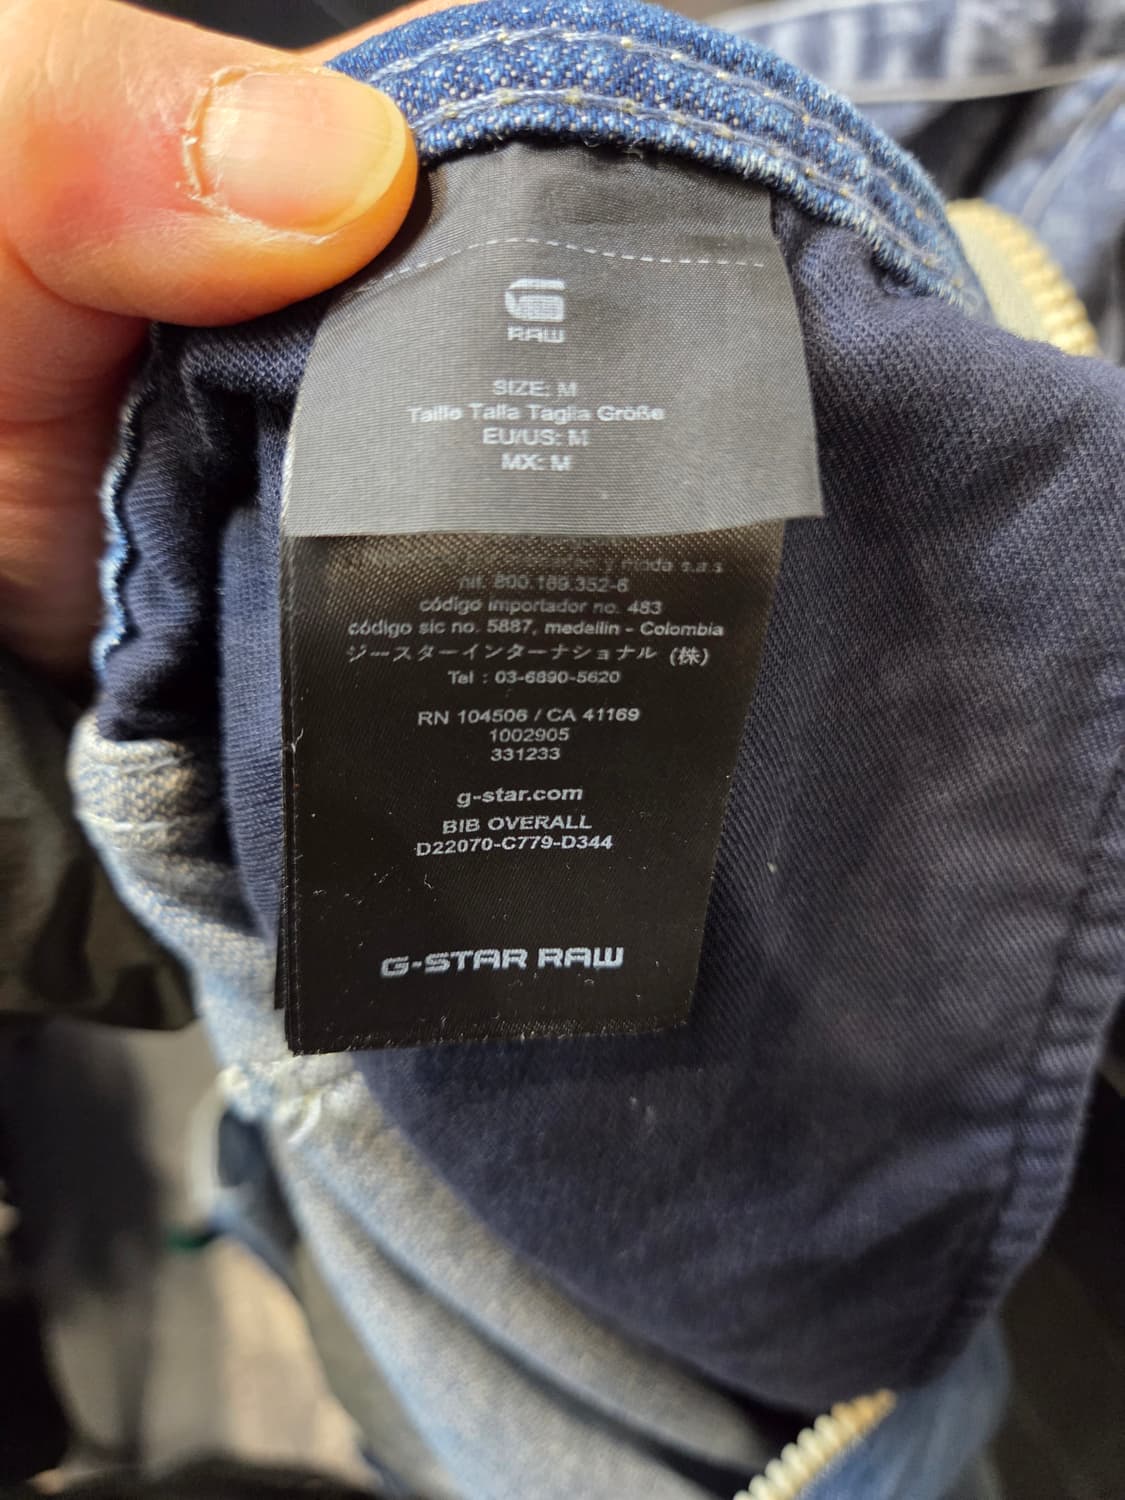 RAW
SIZE: M
Taille Talla Taglia Größe
EU/US: M
MX: M
y moda s.a.s
nit. 800.169.352-6
código importador no. 483
código sic no. 5887, medellin - Colombia
ジースターインターナショナル (株)
Tel : 03-6890-5620
RN 104506 / CA 41169
1002905
331233
g-star.com
BIB OVERALL
D22070-C779-D344
G-STAR RAW